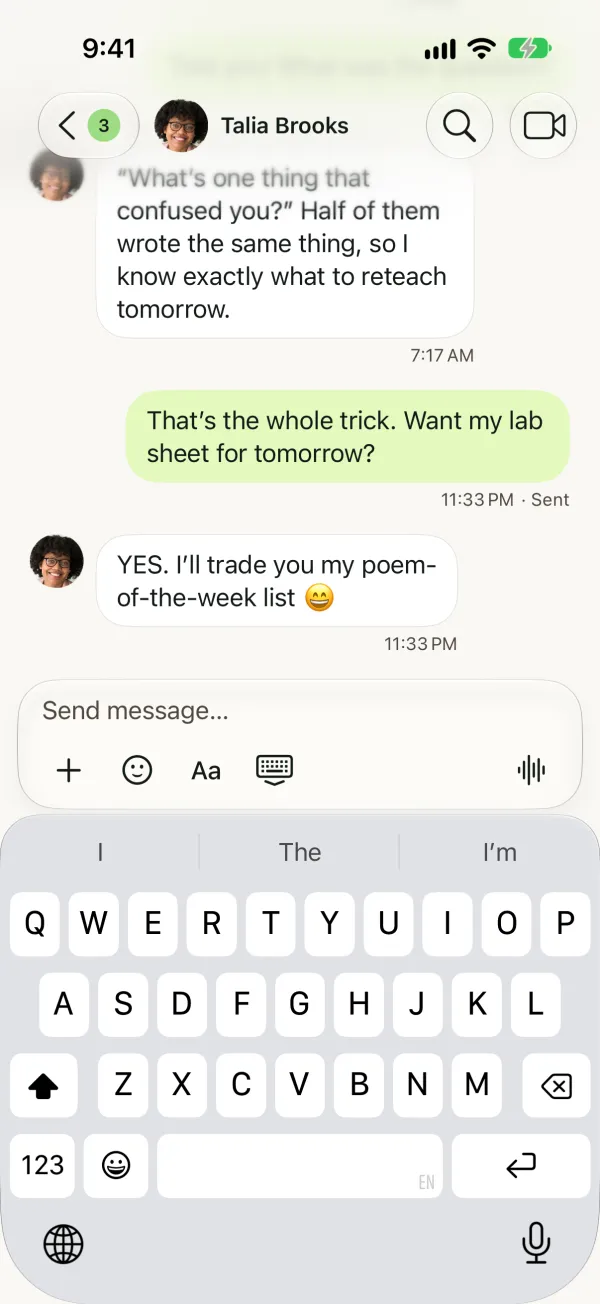 9:41
3
Talia Brooks
“What’s one thing that
confused you?” Half of them
wrote the same thing, so I
know exactly what to reteach
tomorrow.
7:17 AM
That’s the whole trick. Want my lab
sheet for tomorrow?
11:33 PM · Sent
YES. I’ll trade you my poem-
of-the-week list 😄
11:33 PM
Send message...
Aa
I The I’m
Q W E R T Y U I O P
A S D F G H J K L
Z X C V B N M
123
EN